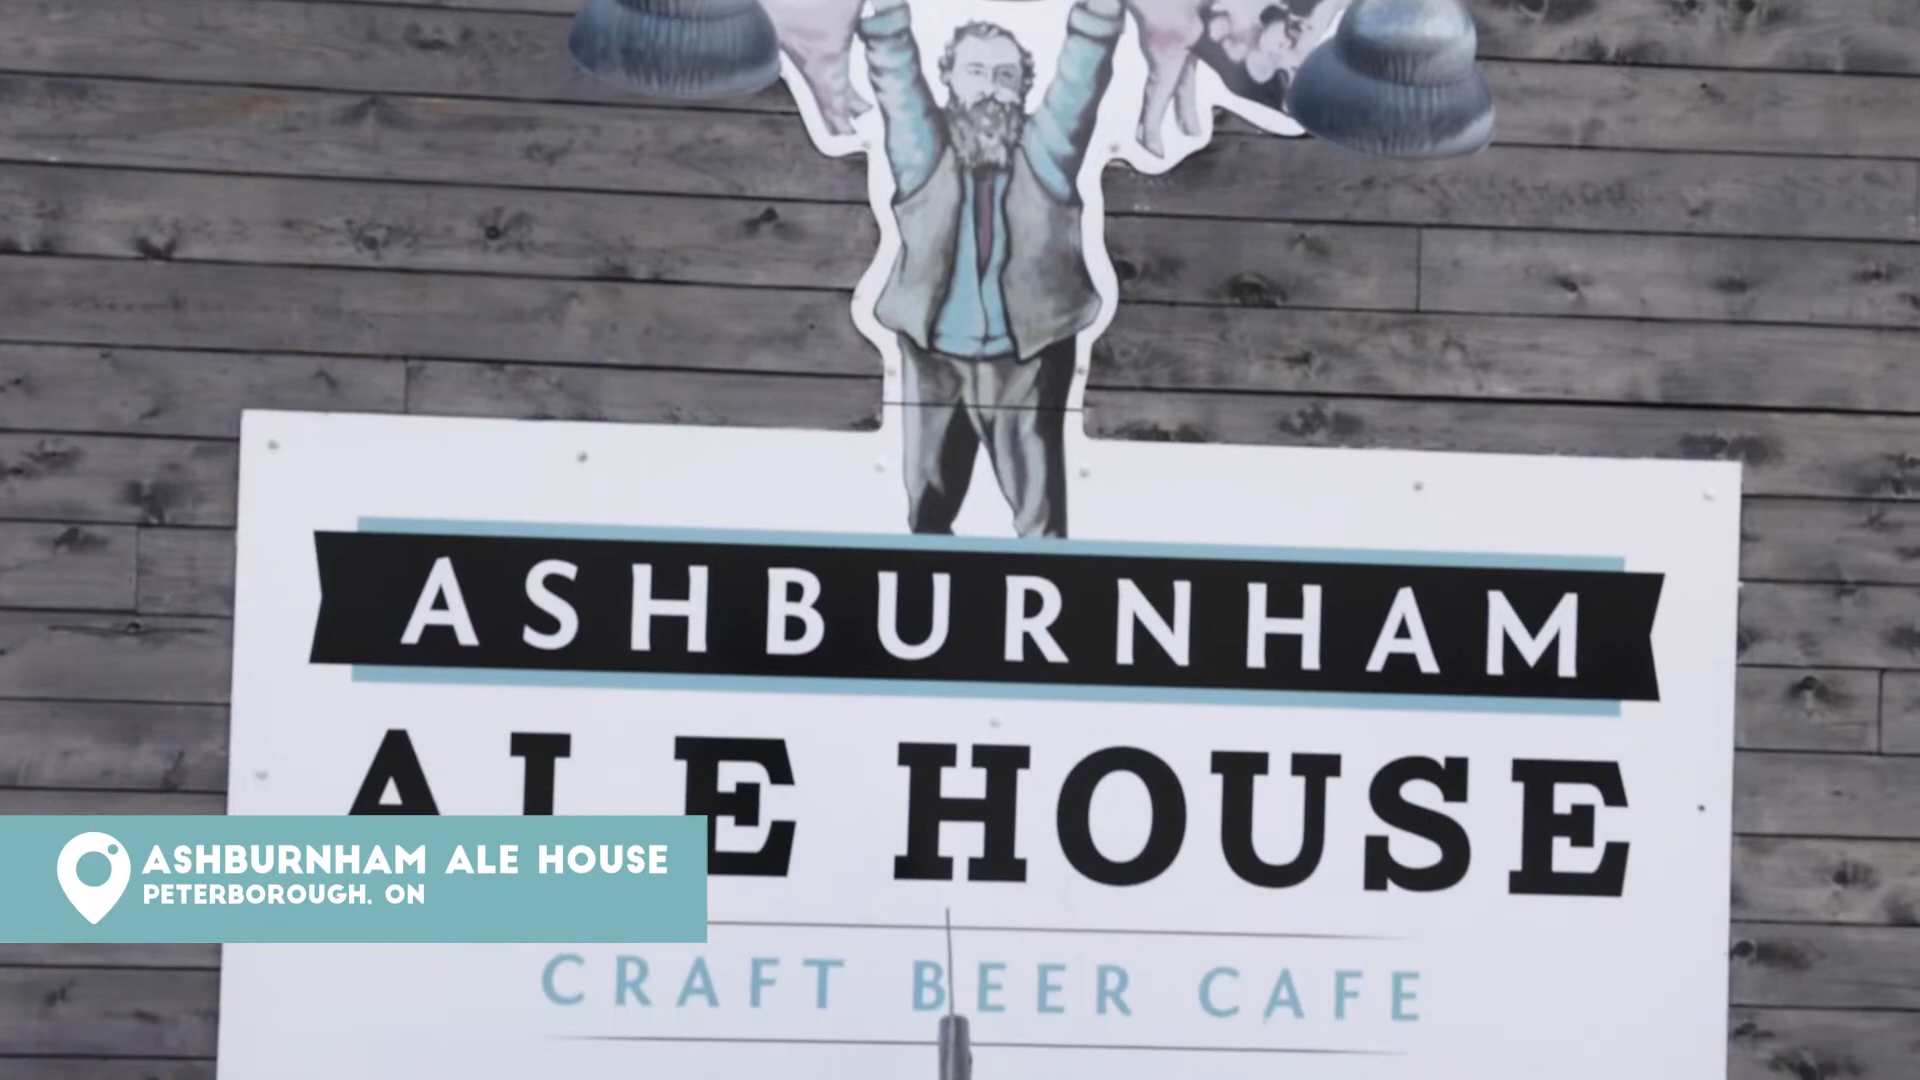 ASHBURNHAM
ALE HOUSE
ASHBURNHAM ALE HOUSE
PETERBOROUGH, ON
CRAFT BEER CAFE